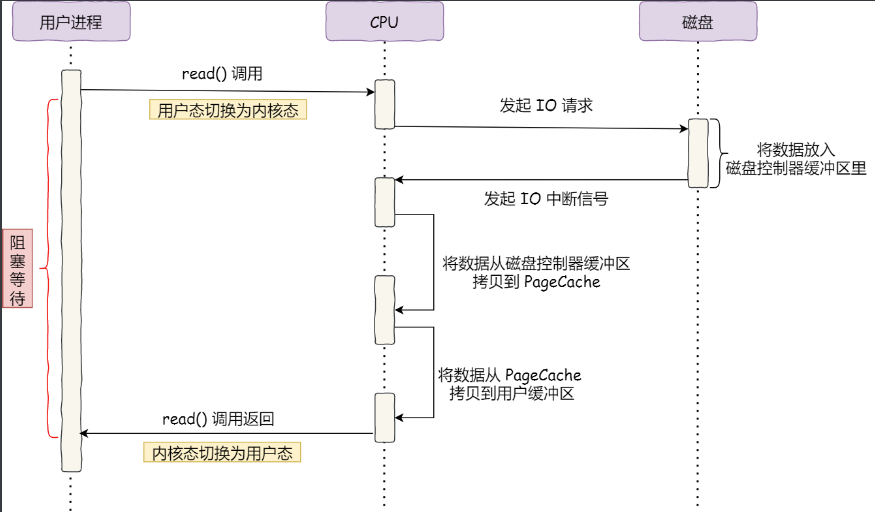 用户进程
CPU
磁盘
read() 调用
用户态切换为内核态
发起 IO 请求
将数据放入
磁盘控制器缓冲区里
发起 IO 中断信号
阻
塞
等
待
将数据从磁盘控制器缓冲区
拷贝到 PageCache
将数据从 PageCache
拷贝到用户缓冲区
read() 调用返回
内核态切换为用户态